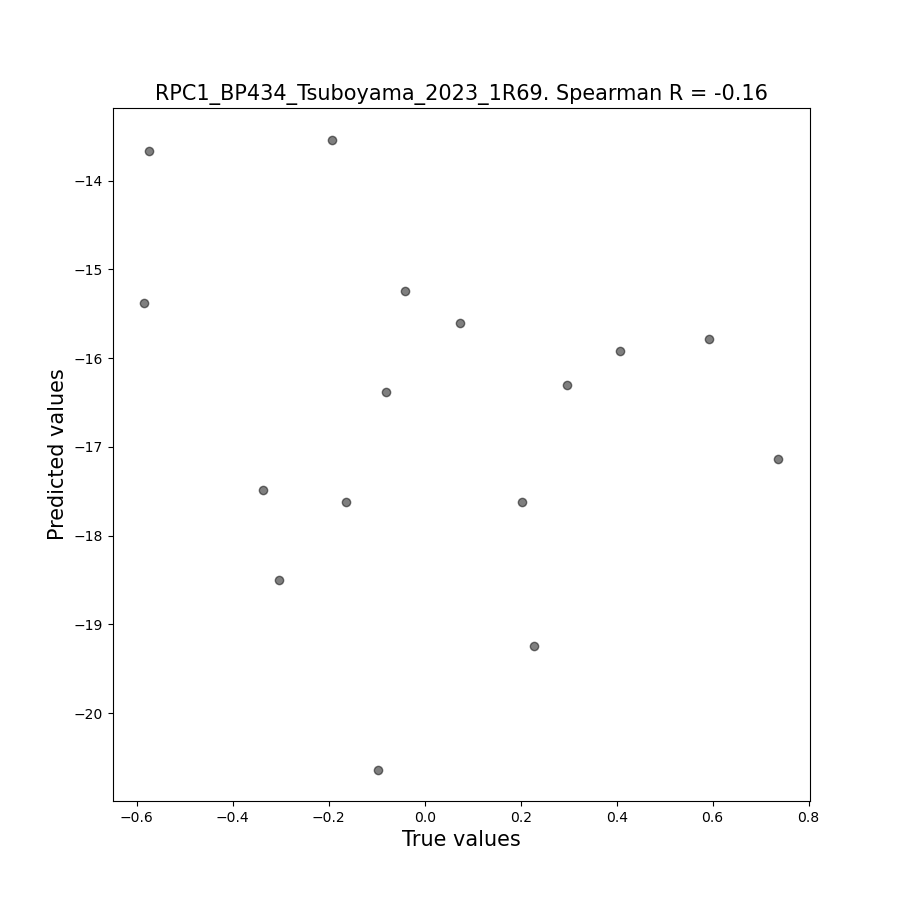 RPC1_BP434_Tsuboyama_2023_1R69. Spearman R = -0.16
Predicted values
−14
−15
−16
−17
−18
−19
−20
−0.6 −0.4 −0.2 0.0 0.2 0.4 0.6 0.8
True values